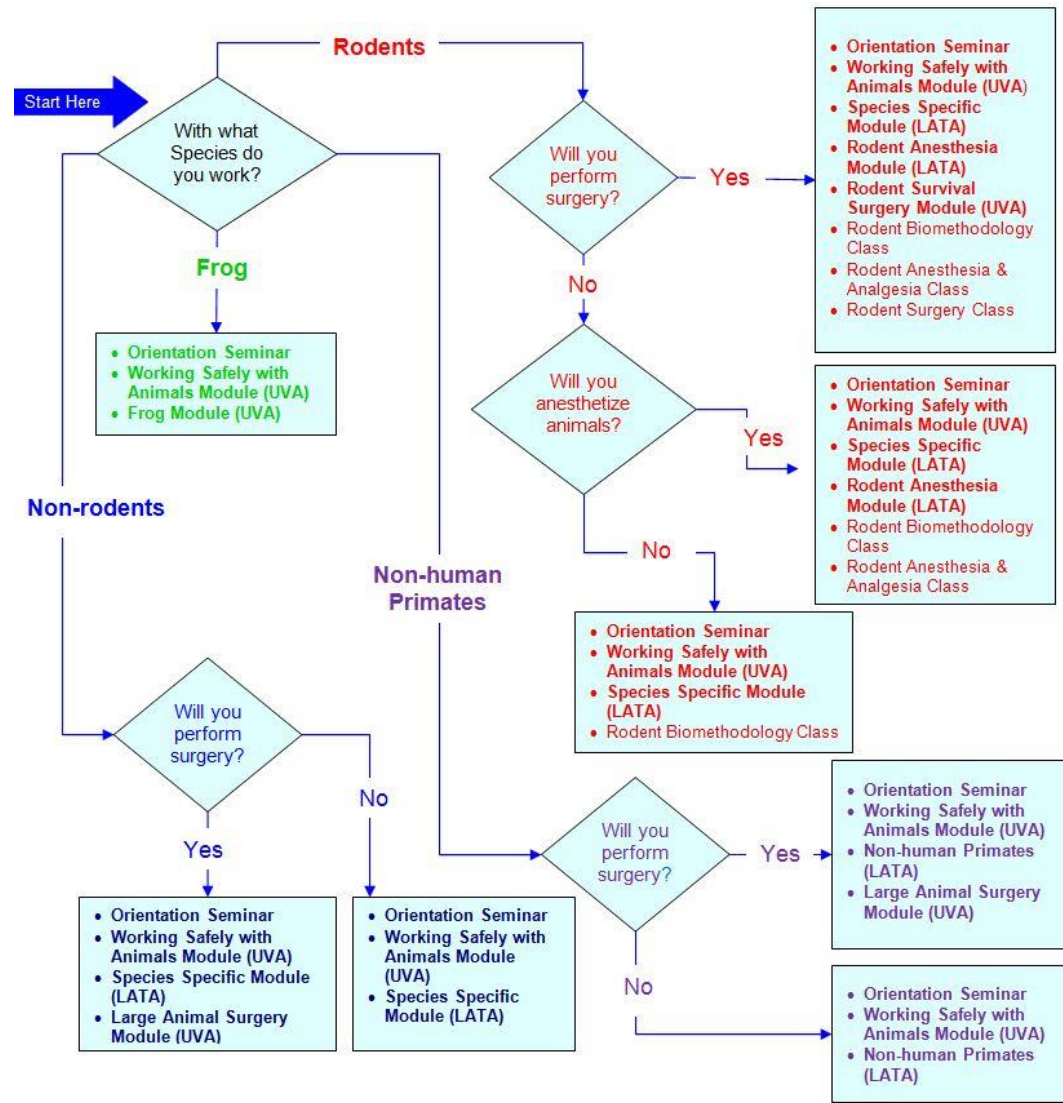 Rodents
Start Here
With what
Species do
you work?
Will you
perform
surgery?
Yes
• Orientation Seminar
• Working Safely with
Animals Module (UVA)
• Species Specific
Module (LATA)
• Rodent Anesthesia
Module (LATA)
• Rodent Survival
Surgery Module (UVA)
• Rodent Biomethodology
Class
• Rodent Anesthesia &
Analgesia Class
• Rodent Surgery Class
Frog
• Orientation Seminar
• Working Safely with
Animals Module (UVA)
• Frog Module (UVA)
No
Will you
anesthetize
animals?
Yes
• Orientation Seminar
• Working Safely with
Animals Module (UVA)
• Species Specific
Module (LATA)
• Rodent Anesthesia
Module (LATA)
• Rodent Biomethodology
Class
• Rodent Anesthesia &
Analgesia Class
No
• Orientation Seminar
• Working Safely with
Animals Module (UVA)
• Species Specific Module
(LATA)
• Rodent Biomethodology Class
Non-rodents
Non-human
Primates
Will you
perform
surgery?
No
Yes
• Orientation Seminar
• Working Safely with
Animals Module (UVA)
• Species Specific Module
(LATA)
• Large Animal Surgery
Module (UVA)
• Orientation Seminar
• Working Safely with
Animals Module
(UVA)
• Species Specific
Module (LATA)
Will you
perform
surgery?
Yes
• Orientation Seminar
• Working Safely with
Animals Module (UVA)
• Non-human Primates
(LATA)
• Large Animal Surgery
Module (UVA)
No
• Orientation Seminar
• Working Safely with
Animals Module (UVA)
• Non-human Primates
(LATA)